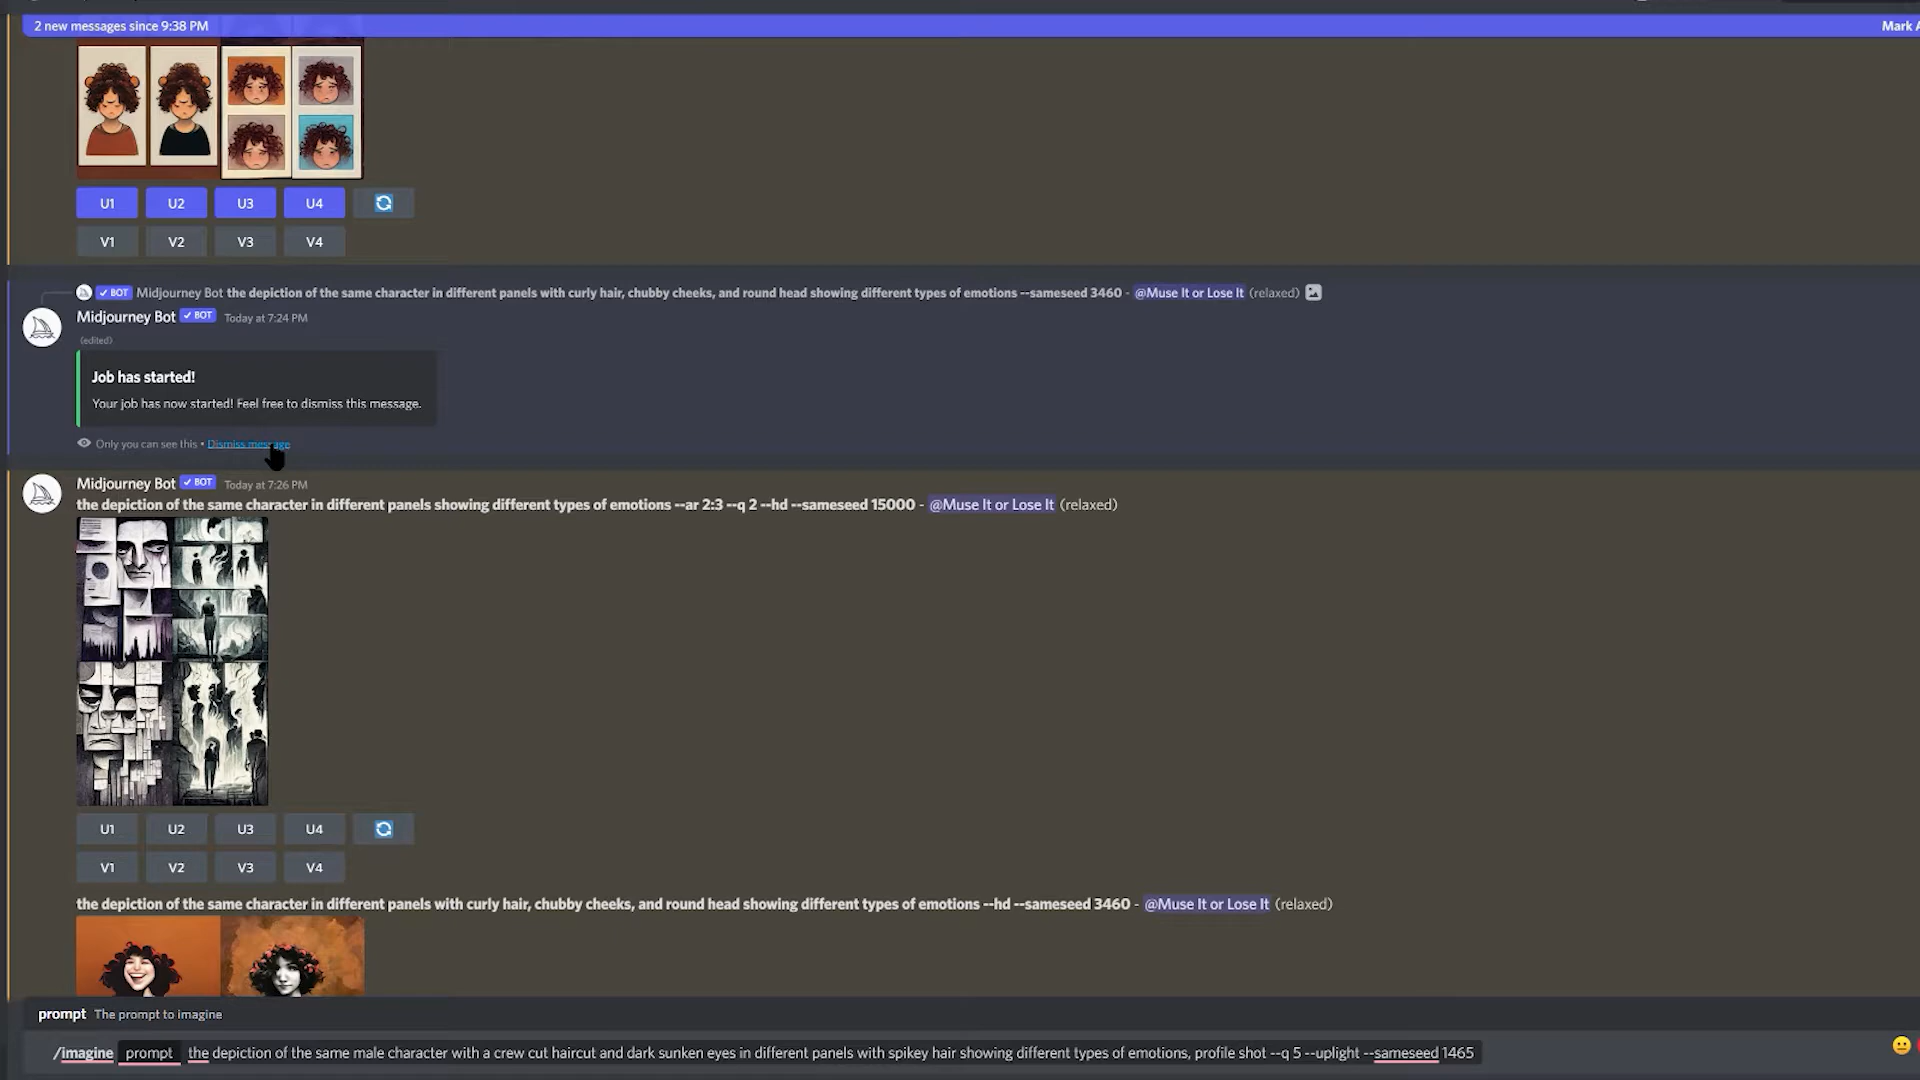 2 new messages since 9:38 PM
Mark A
U1 U2 U3 U4
V1 V2 V3 V4
✓ BOT Midjourney Bot the depiction of the same character in different panels with curly hair, chubby cheeks, and round head showing different types of emotions --sameseed 3460 - @Muse It or Lose It (relaxed)
Midjourney Bot ✓ BOT Today at 7:24 PM
(edited)
Job has started!
Your job has now started! Feel free to dismiss this message.
Only you can see this • Dismiss message
Midjourney Bot ✓ BOT Today at 7:26 PM
the depiction of the same character in different panels showing different types of emotions --ar 2:3 --q 2 --hd --sameseed 15000 - @Muse It or Lose It (relaxed)
U1 U2 U3 U4
V1 V2 V3 V4
the depiction of the same character in different panels with curly hair, chubby cheeks, and round head showing different types of emotions --hd --sameseed 3460 - @Muse It or Lose It (relaxed)
prompt The prompt to imagine
/imagine prompt the depiction of the same male character with a crew cut haircut and dark sunken eyes in different panels with spikey hair showing different types of emotions, profile shot --q 5 --uplight --sameseed 1465